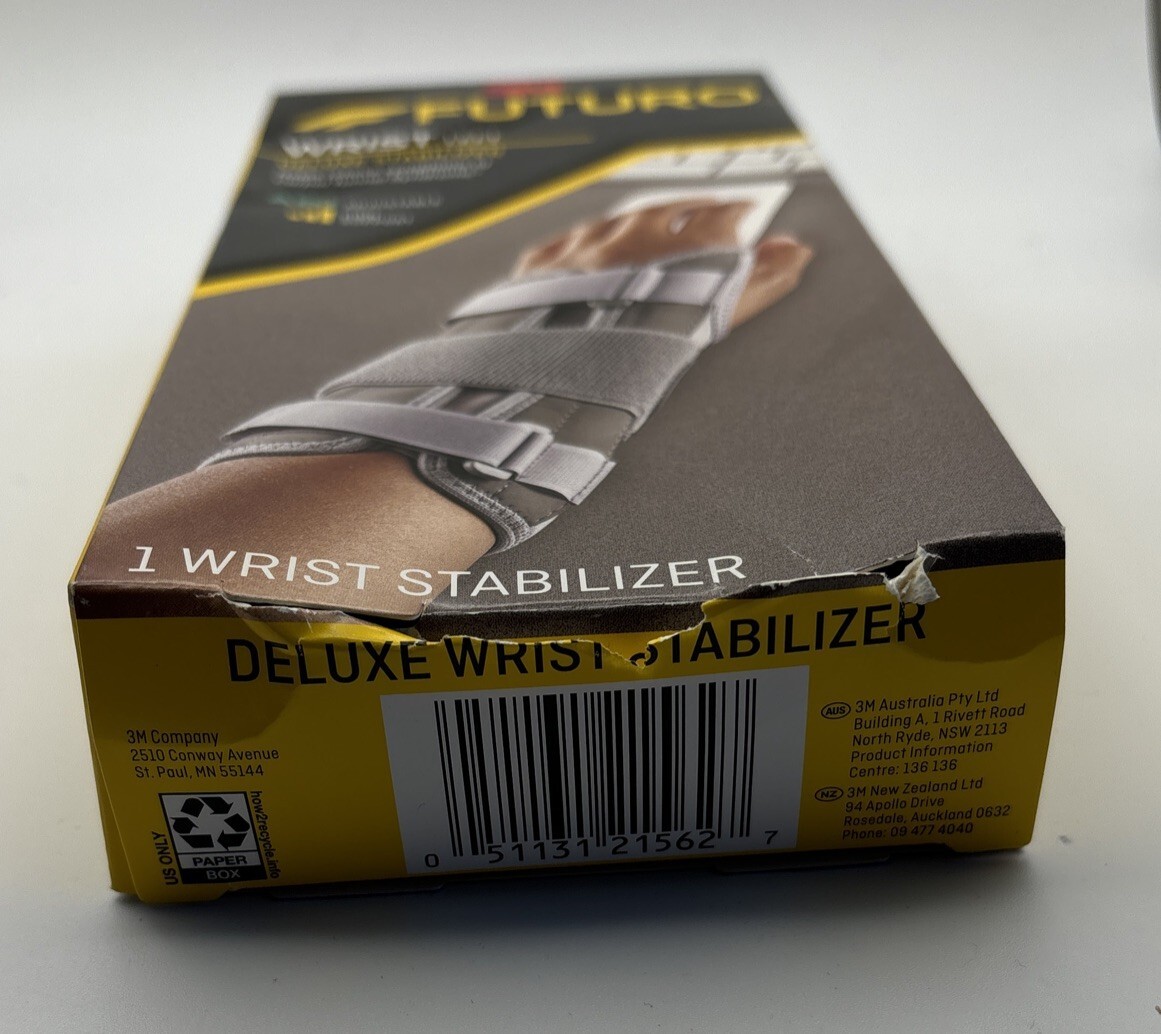 FUTURO
WRIST
1 WRIST STABILIZER
DELUXE WRIST STABILIZER
3M Company
2510 Conway Avenue
St. Paul, MN 55144
US ONLY
PAPER
BOX
how2recycle.info
0 51131 21562 7
AUS 3M Australia Pty Ltd
Building A, 1 Rivett Road
North Ryde, NSW 2113
Product Information
Centre: 136 136
NZ 3M New Zealand Ltd
94 Apollo Drive
Rosedale, Auckland 0632
Phone: 09 477 4040